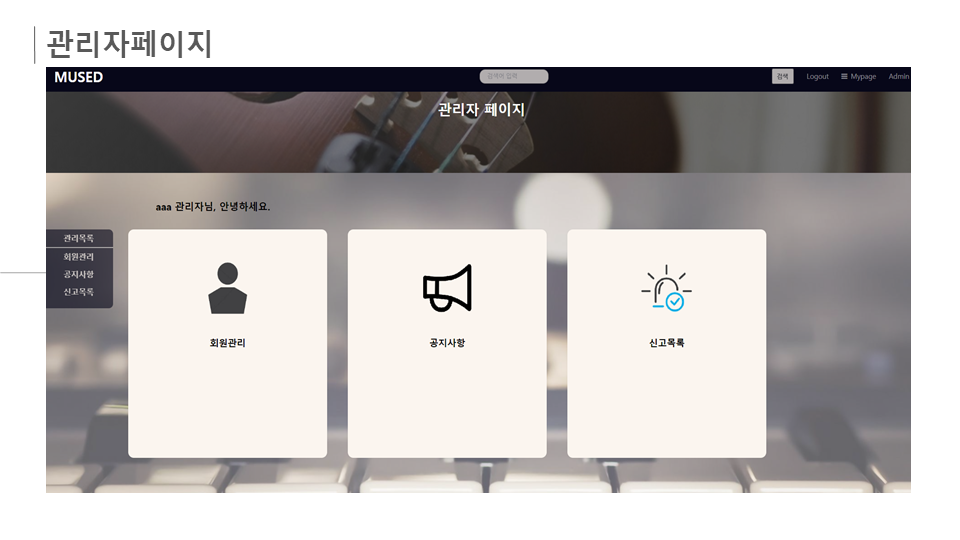 관리자페이지
MUSED
검색어 입력
검색
Logout
Mypage
Admin
관리자 페이지
aaa 관리자님, 안녕하세요.
관리목록
회원관리
공지사항
신고목록
회원관리
공지사항
신고목록